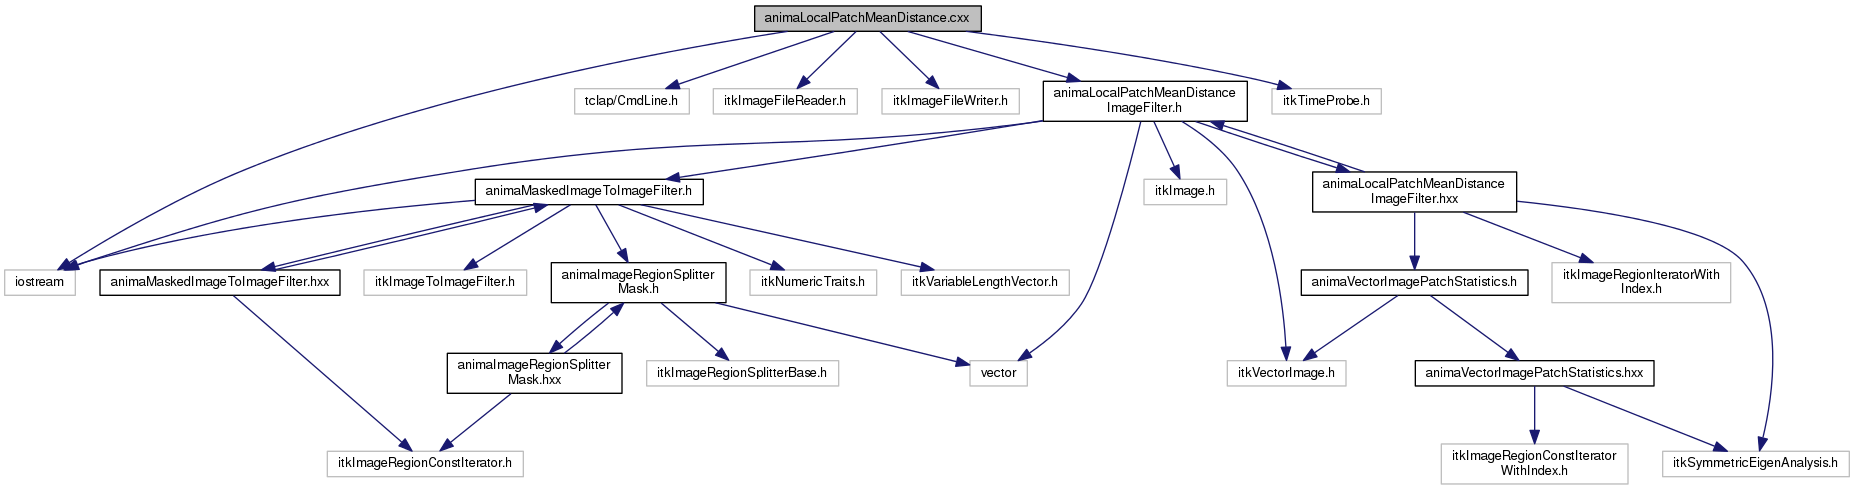 animaLocalPatchMeanDistance.cxx
tclap/CmdLine.h
itkImageFileReader.h
itkImageFileWriter.h
animaLocalPatchMeanDistance
ImageFilter.h
itkTimeProbe.h
animaMaskedImageToImageFilter.h
itkImage.h
animaLocalPatchMeanDistance
ImageFilter.hxx
iostream
animaMaskedImageToImageFilter.hxx
itkImageToImageFilter.h
animaImageRegionSplitter
Mask.h
itkNumericTraits.h
itkVariableLengthVector.h
animaVectorImagePatchStatistics.h
itkImageRegionIteratorWith
Index.h
animaImageRegionSplitter
Mask.hxx
itkImageRegionSplitterBase.h
vector
itkVectorImage.h
animaVectorImagePatchStatistics.hxx
itkImageRegionConstIterator.h
itkImageRegionConstIterator
WithIndex.h
itkSymmetricEigenAnalysis.h